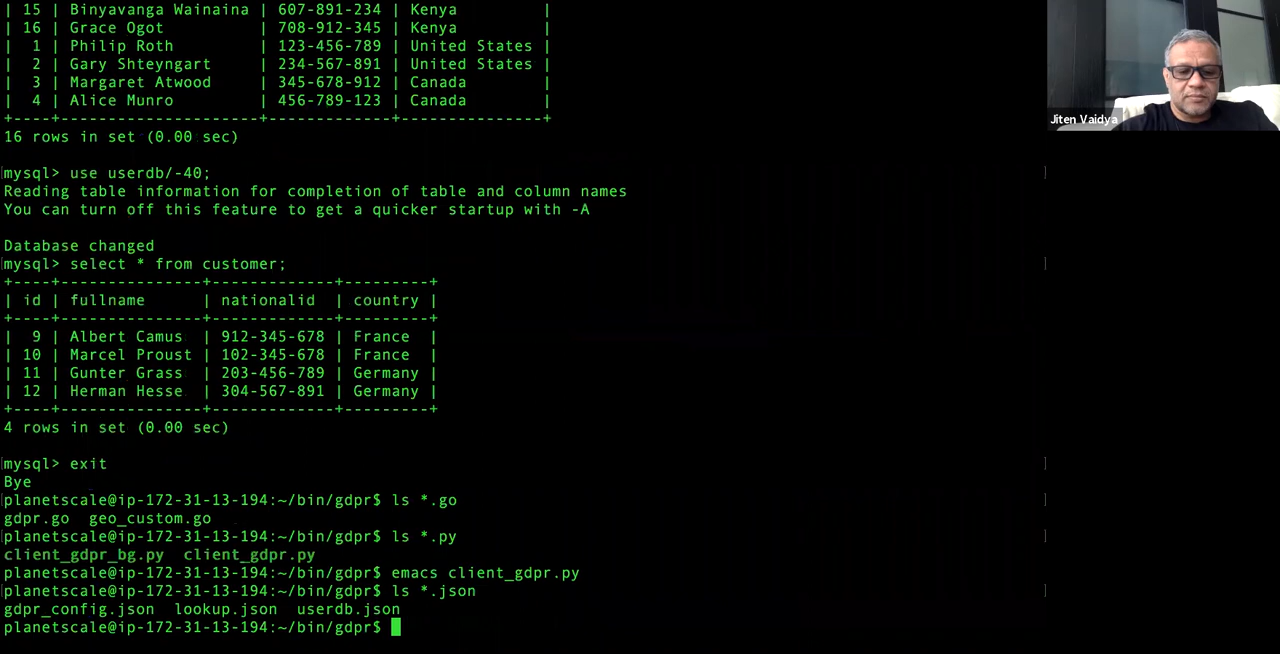 | 15 | Binyavanga Wainaina | 607-891-234 | Kenya         |
| 16 | Grace Ogot          | 708-912-345 | Kenya         |
|  1 | Philip Roth         | 123-456-789 | United States |
|  2 | Gary Shteyngart     | 234-567-891 | United States |
|  3 | Margaret Atwood     | 345-678-912 | Canada        |
|  4 | Alice Munro         | 456-789-123 | Canada        |
+----+---------------------+-------------+---------------+
16 rows in set (0.00 sec)
mysql> use userdb/-40;
Reading table information for completion of table and column names
You can turn off this feature to get a quicker startup with -A
Database changed
mysql> select * from customer;
+----+---------------+-------------+---------+
| id | fullname      | nationalid  | country |
+----+---------------+-------------+---------+
|  9 | Albert Camus  | 912-345-678 | France  |
| 10 | Marcel Proust | 102-345-678 | France  |
| 11 | Gunter Grass  | 203-456-789 | Germany |
| 12 | Herman Hesse  | 304-567-891 | Germany |
+----+---------------+-------------+---------+
4 rows in set (0.00 sec)
mysql> exit
Bye
planetscale@ip-172-31-13-194:~/bin/gdpr$ ls *.go
gdpr.go  geo_custom.go
planetscale@ip-172-31-13-194:~/bin/gdpr$ ls *.py
client_gdpr_bg.py  client_gdpr.py
planetscale@ip-172-31-13-194:~/bin/gdpr$ emacs client_gdpr.py
planetscale@ip-172-31-13-194:~/bin/gdpr$ ls *.json
gdpr_config.json  lookup.json  userdb.json
planetscale@ip-172-31-13-194:~/bin/gdpr$
Jiten Vaidya